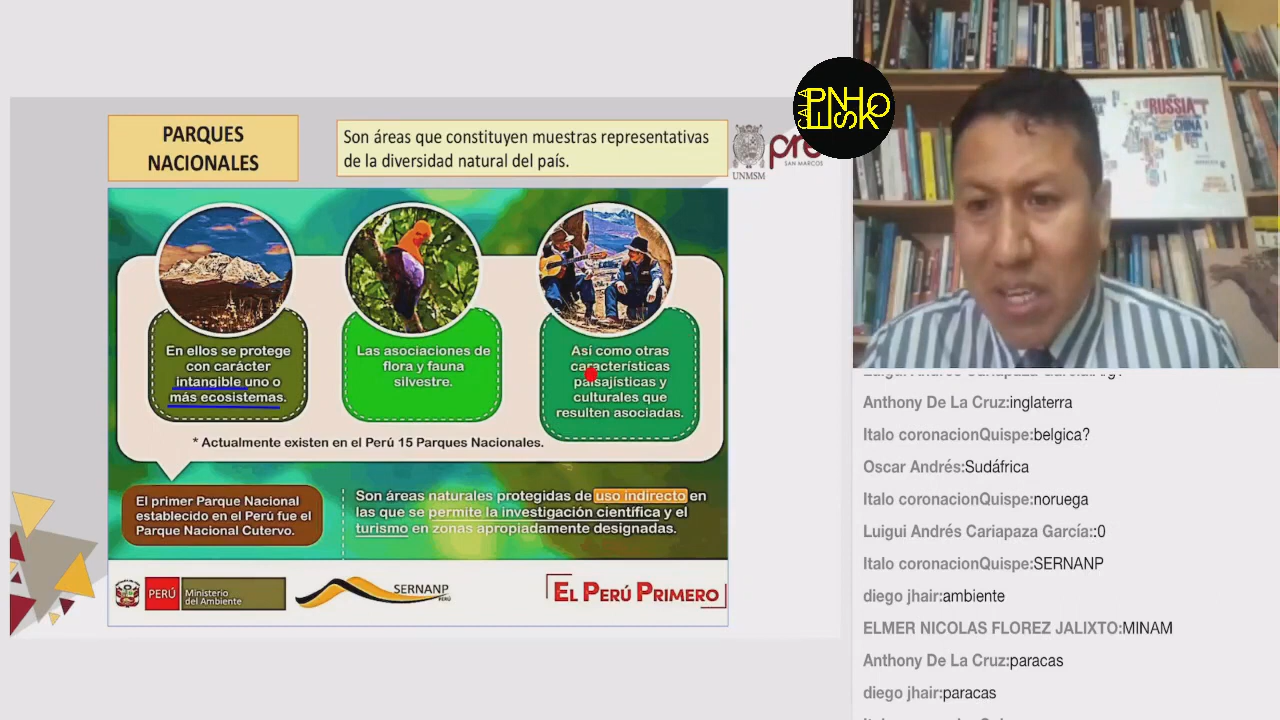 PARQUES
NACIONALES
Son áreas que constituyen muestras representativas
de la diversidad natural del país.
UNMSM
pre
SAN MARCOS
CALA
PNHO
ESK
RUSSIA
CHINA
En ellos se protege
con carácter
intangible uno o
más ecosistemas.
Las asociaciones de
flora y fauna
silvestre.
Así como otras
características
paisajísticas y
culturales que
resulten asociadas.
* Actualmente existen en el Perú 15 Parques Nacionales.
El primer Parque Nacional
establecido en el Perú fue el
Parque Nacional Cutervo.
Son áreas naturales protegidas de uso indirecto en
las que se permite la investigación científica y el
turismo en zonas apropiadamente designadas.
PERÚ
Ministerio
del Ambiente
SERNANP
PERÚ
EL PERÚ PRIMERO
Anthony De La Cruz:inglaterra
Italo coronacionQuispe:belgica?
Oscar Andrés:Sudáfrica
Italo coronacionQuispe:noruega
Luigui Andrés Cariapaza García::0
Italo coronacionQuispe:SERNANP
diego jhair:ambiente
ELMER NICOLAS FLOREZ JALIXTO:MINAM
Anthony De La Cruz:paracas
diego jhair:paracas